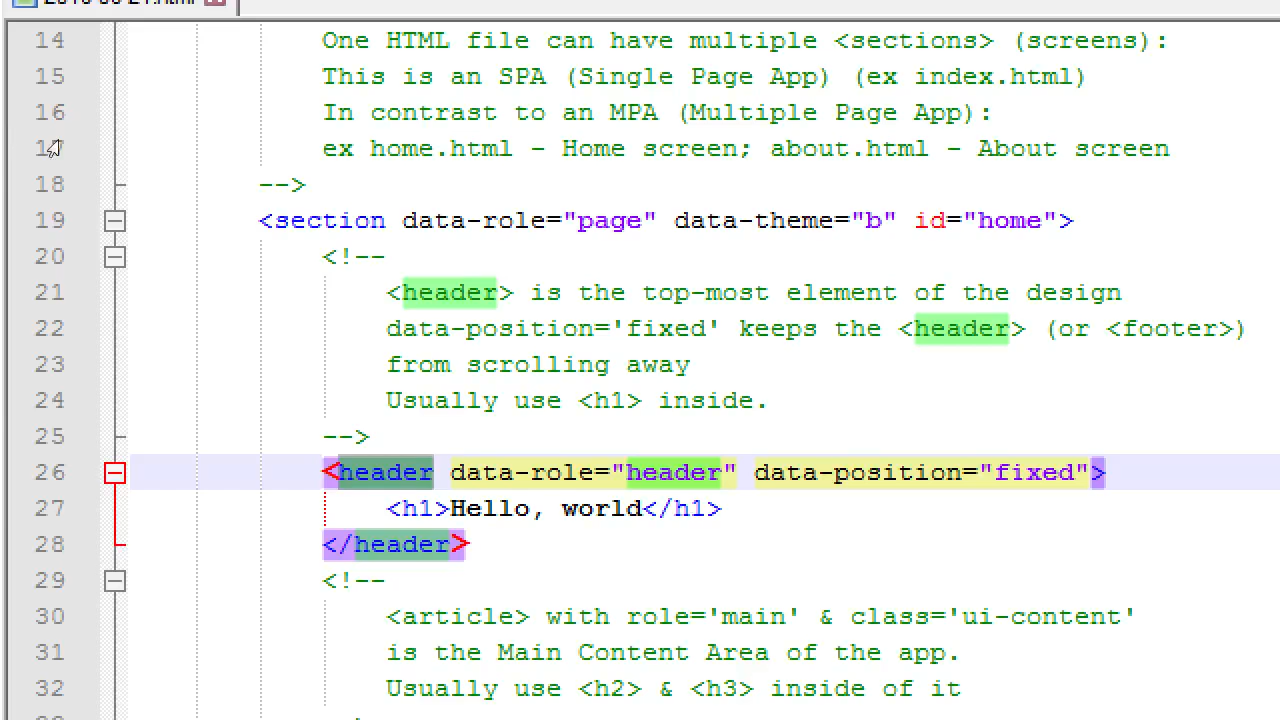 14 One HTML file can have multiple <sections> (screens):
15 This is an SPA (Single Page App) (ex index.html)
16 In contrast to an MPA (Multiple Page App):
ex home.html - Home screen; about.html - About screen
18 -->
19 <section data-role="page" data-theme="b" id="home">
20 <!--
21 <header> is the top-most element of the design
22 data-position='fixed' keeps the <header> (or <footer>)
23 from scrolling away
24 Usually use <h1> inside.
25 -->
26 <header data-role="header" data-position="fixed">
27 <h1>Hello, world</h1>
28 </header>
29 <!--
30 <article> with role='main' & class='ui-content'
31 is the Main Content Area of the app.
32 Usually use <h2> & <h3> inside of it